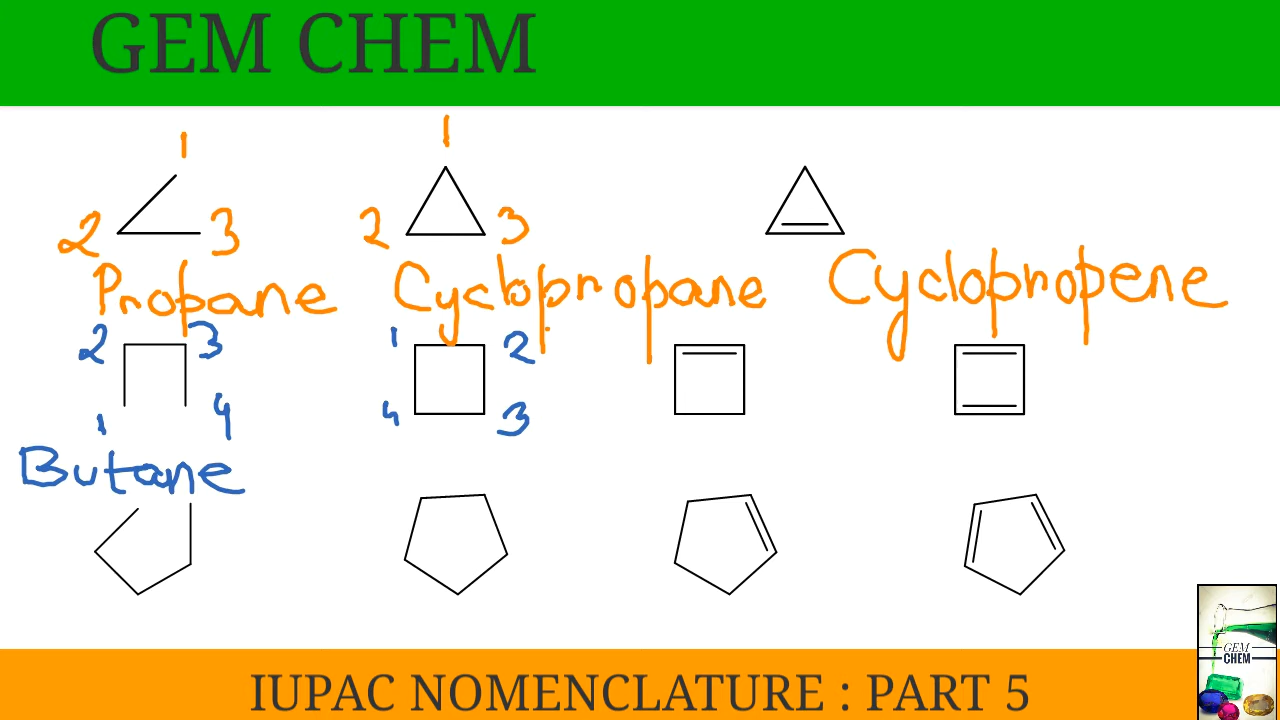 GEM CHEM
1
1
2 3
2 3
Propane
Cyclopropane
Cyclopropene
2 3
1 2
1 4
4 3
Butane
GEM
CHEM
IUPAC NOMENCLATURE : PART 5